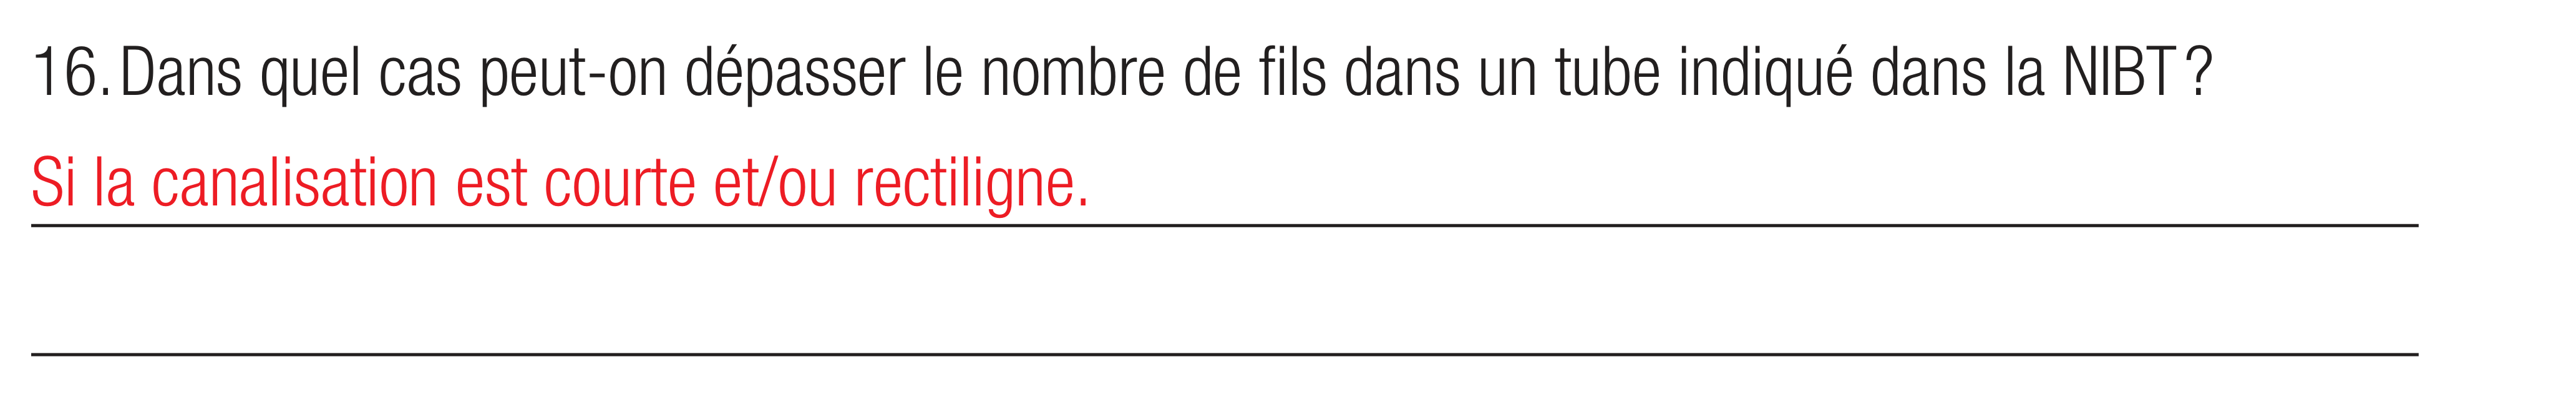 16. Dans quel cas peut-on dépasser le nombre de fils dans un tube indiqué dans la NIBT ?
Si la canalisation est courte et/ou rectiligne.